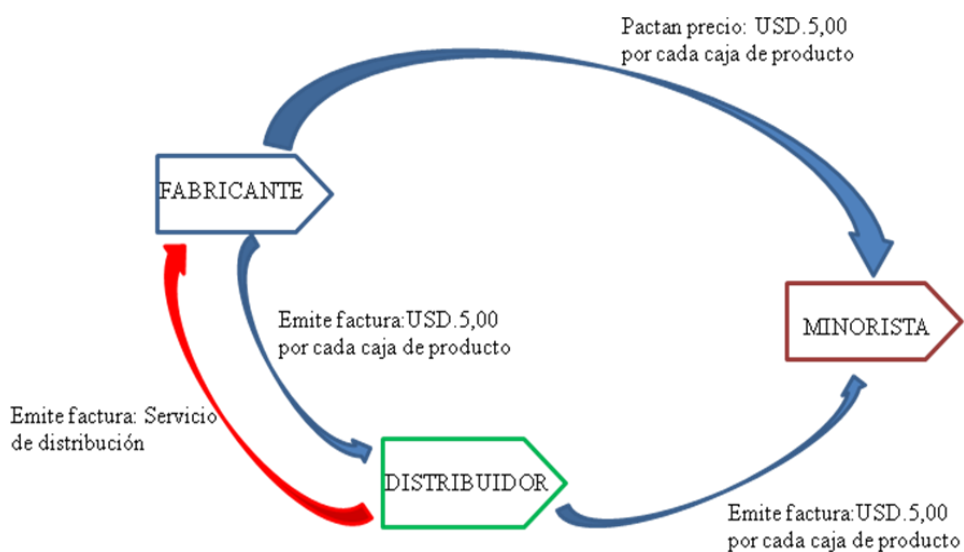 Pactan precio: USD.5,00
por cada caja de producto
FABRICANTE
Emite factura:USD.5,00
por cada caja de producto
MINORISTA
Emite factura: Servicio
de distribución
DISTRIBUIDOR
Emite factura:USD.5,00
por cada caja de producto